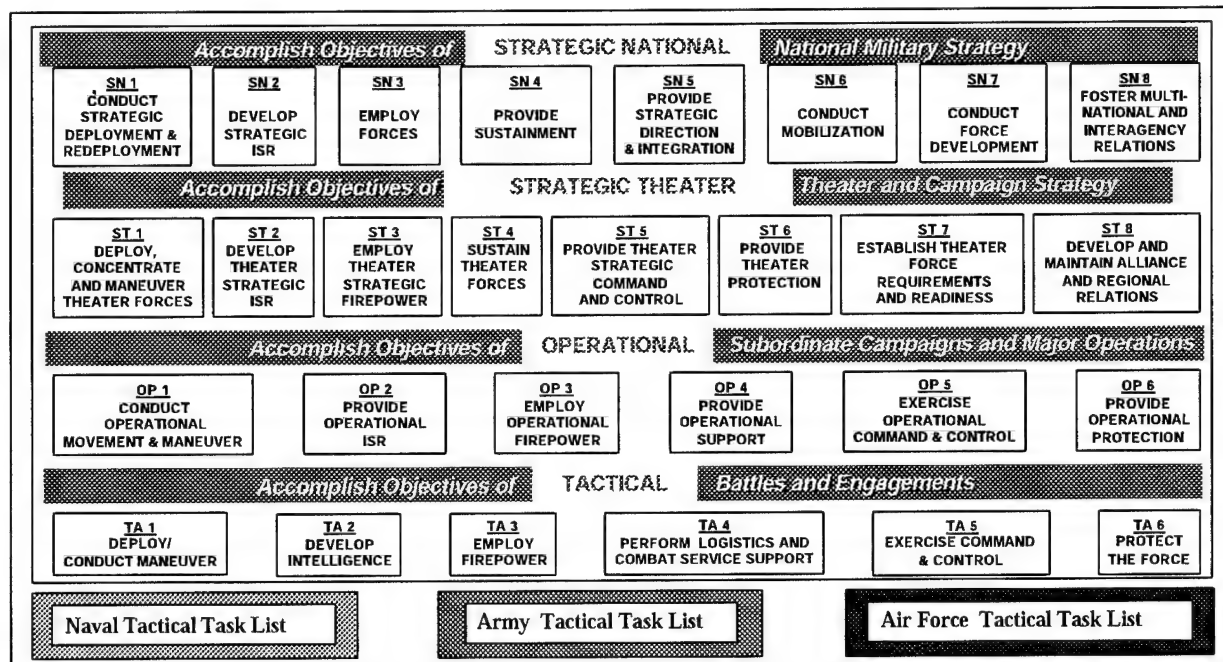 Accomplish Objectives of STRATEGIC NATIONAL National Military Strategy
SN 1
CONDUCT
STRATEGIC
DEPLOYMENT &
REDEPLOYMENT
SN 2
DEVELOP
STRATEGIC
ISR
SN 3
EMPLOY
FORCES
SN 4
PROVIDE
SUSTAINMENT
SN 5
PROVIDE
STRATEGIC
DIRECTION
& INTEGRATION
SN 6
CONDUCT
MOBILIZATION
SN 7
CONDUCT
FORCE
DEVELOPMENT
SN 8
FOSTER MULTI-
NATIONAL AND
INTERAGENCY
RELATIONS
Accomplish Objectives of STRATEGIC THEATER Theater and Campaign Strategy
ST 1
DEPLOY,
CONCENTRATE
AND MANEUVER
THEATER FORCES
ST 2
DEVELOP
THEATER
STRATEGIC
ISR
ST 3
EMPLOY
THEATER
STRATEGIC
FIREPOWER
ST 4
SUSTAIN
THEATER
FORCES
ST 5
PROVIDE THEATER
STRATEGIC
COMMAND
AND CONTROL
ST 6
PROVIDE
THEATER
PROTECTION
ST 7
ESTABLISH THEATER
FORCE
REQUIREMENTS
AND READINESS
ST 8
DEVELOP AND
MAINTAIN ALLIANCE
AND REGIONAL
RELATIONS
Accomplish Objectives of OPERATIONAL Subordinate Campaigns and Major Operations
OP 1
CONDUCT
OPERATIONAL
MOVEMENT & MANEUVER
OP 2
PROVIDE
OPERATIONAL
ISR
OP 3
EMPLOY
OPERATIONAL
FIREPOWER
OP 4
PROVIDE
OPERATIONAL
SUPPORT
OP 5
EXERCISE
OPERATIONAL
COMMAND & CONTROL
OP 6
PROVIDE
OPERATIONAL
PROTECTION
Accomplish Objectives of TACTICAL Battles and Engagements
TA 1
DEPLOY/
CONDUCT MANEUVER
TA 2
DEVELOP
INTELLIGENCE
TA 3
EMPLOY
FIREPOWER
TA 4
PERFORM LOGISTICS AND
COMBAT SERVICE SUPPORT
TA 5
EXERCISE COMMAND
& CONTROL
TA 6
PROTECT
THE FORCE
Naval Tactical Task List
Army Tactical Task List
Air Force Tactical Task List